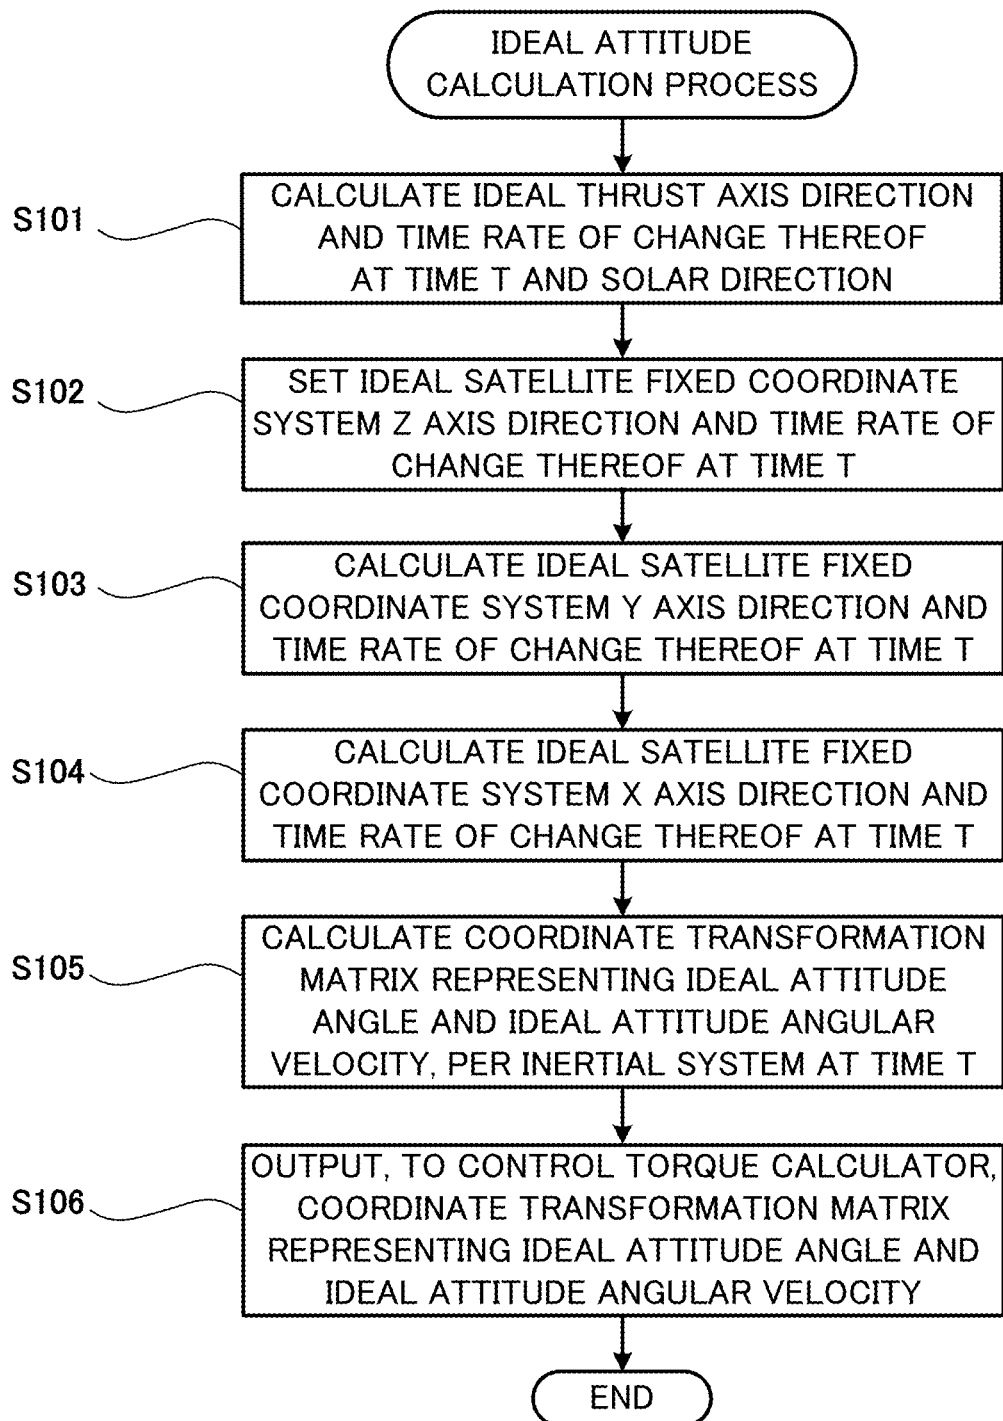 IDEAL ATTITUDE
CALCULATION PROCESS
S101
CALCULATE IDEAL THRUST AXIS DIRECTION
AND TIME RATE OF CHANGE THEREOF
AT TIME T AND SOLAR DIRECTION
S102
SET IDEAL SATELLITE FIXED COORDINATE
SYSTEM Z AXIS DIRECTION AND TIME RATE OF
CHANGE THEREOF AT TIME T
S103
CALCULATE IDEAL SATELLITE FIXED
COORDINATE SYSTEM Y AXIS DIRECTION AND
TIME RATE OF CHANGE THEREOF AT TIME T
S104
CALCULATE IDEAL SATELLITE FIXED
COORDINATE SYSTEM X AXIS DIRECTION AND
TIME RATE OF CHANGE THEREOF AT TIME T
S105
CALCULATE COORDINATE TRANSFORMATION
MATRIX REPRESENTING IDEAL ATTITUDE
ANGLE AND IDEAL ATTITUDE ANGULAR
VELOCITY, PER INERTIAL SYSTEM AT TIME T
S106
OUTPUT, TO CONTROL TORQUE CALCULATOR,
COORDINATE TRANSFORMATION MATRIX
REPRESENTING IDEAL ATTITUDE ANGLE AND
IDEAL ATTITUDE ANGULAR VELOCITY
END